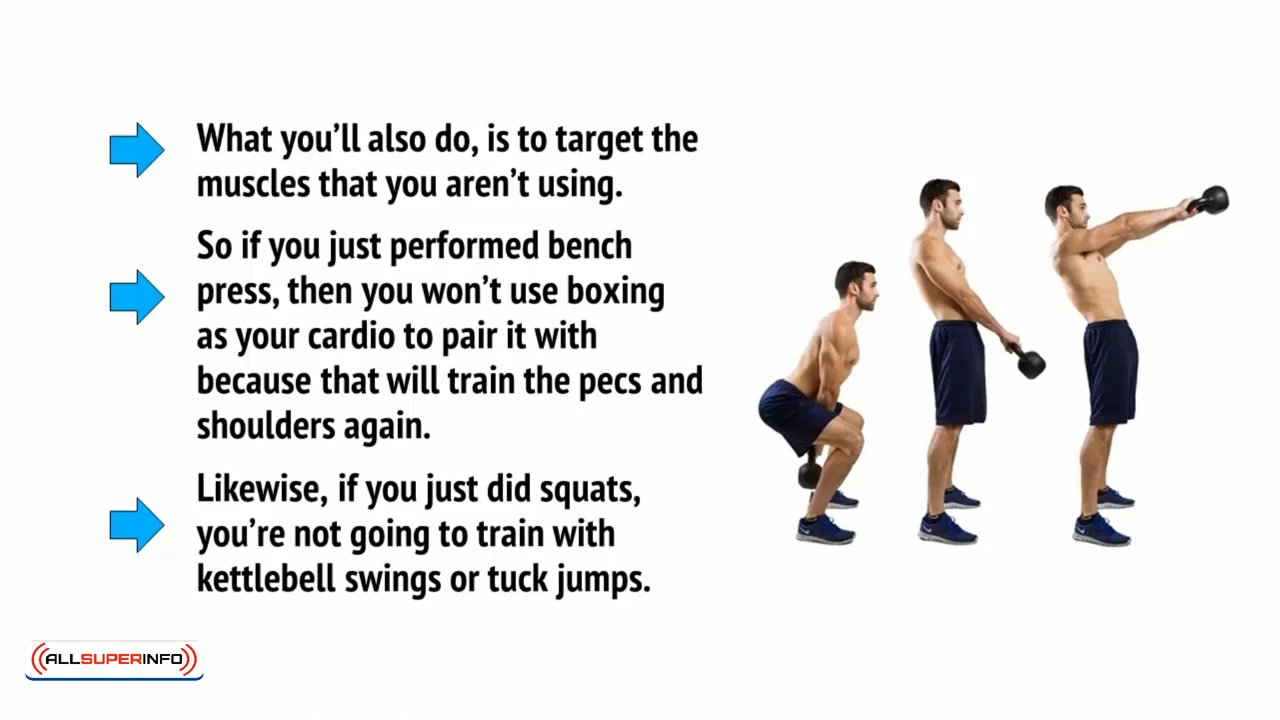 What you’ll also do, is to target the
muscles that you aren’t using.
So if you just performed bench
press, then you won’t use boxing
as your cardio to pair it with
because that will train the pecs and
shoulders again.
Likewise, if you just did squats,
you’re not going to train with
kettlebell swings or tuck jumps.
ALLSUPERINFO